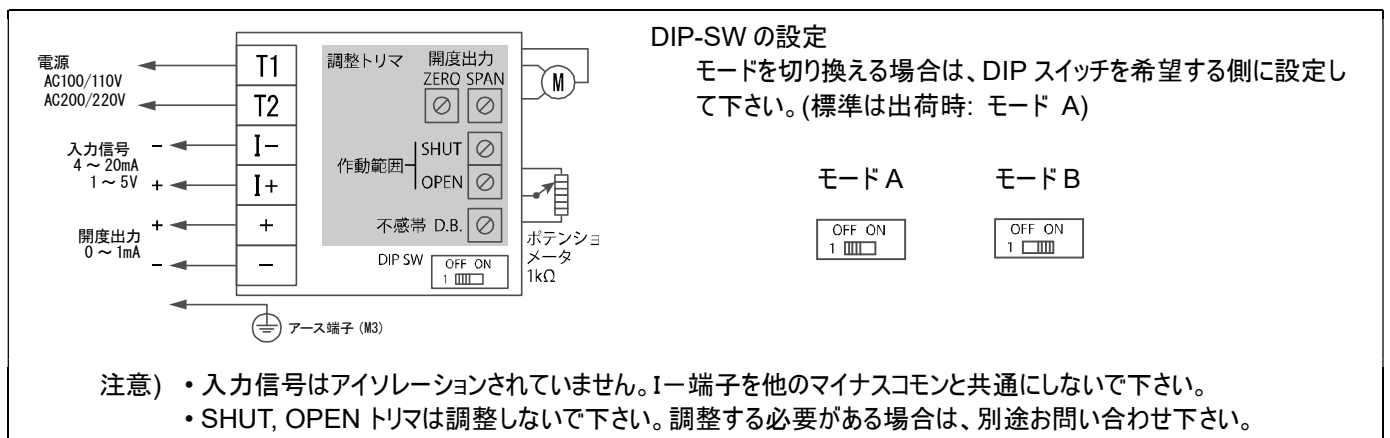 電源
AC100/110V
AC200/220V
入力信号
4～20mA
1～5V
－
＋
開度出力
0～1mA
＋
－
T1
T2
I－
I＋
＋
－
調整トリマ
開度出力
ZERO SPAN
作動範囲
SHUT
OPEN
不感帯 D.B.
DIP SW
OFF ON
1
M
ポテンショ
メータ
1kΩ
アース端子 (M3)
DIP-SW の設定
モードを切り換える場合は、DIP スイッチを希望する側に設定し
て下さい。(標準は出荷時: モード A)
モード A
モード B
OFF ON
1
OFF ON
1
注意) • 入力信号はアイソレーションされていません。I－端子を他のマイナスコモンと共通にしないで下さい。
• SHUT, OPEN トリマは調整しないで下さい。調整する必要がある場合は、別途お問い合わせ下さい。